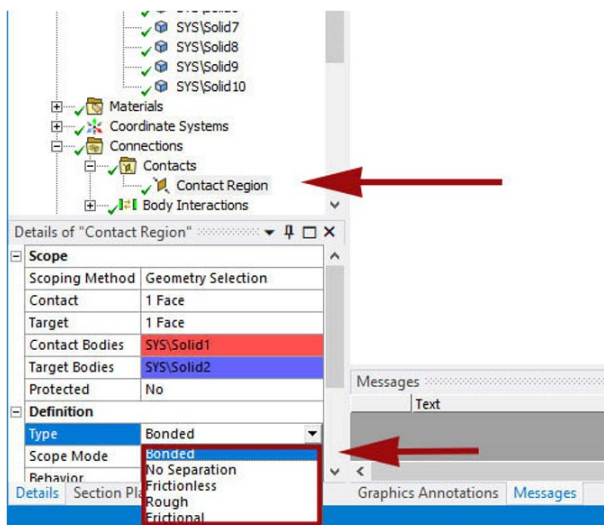 SYS\Solid7
SYS\Solid8
SYS\Solid9
SYS\Solid10
Materials
Coordinate Systems
Connections
Contacts
Contact Region
Body Interactions
Details of "Contact Region"
Scope
Scoping Method Geometry Selection
Contact 1 Face
Target 1 Face
Contact Bodies SYS\Solid1
Target Bodies SYS\Solid2
Protected No
Definition
Type Bonded
Scope Mode Bonded
No Separation
Behavior Frictionless
Rough
Frictional
Details Section Pla
Messages
Text
Graphics Annotations Messages